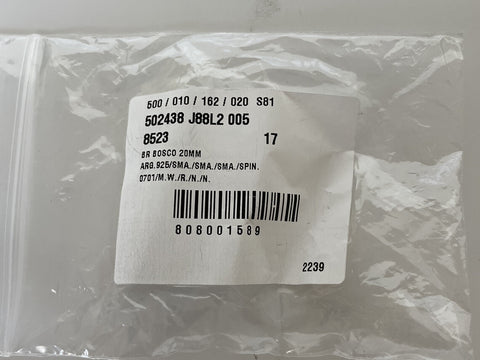 500 / 010 / 162 / 020 S81
502438 J88L2 005
8523 17
BR BOSCO 20MM
ARG.925/SMA./SMA./SMA./SPIN.
0701/M.W./R./N./N.
808001589
2239